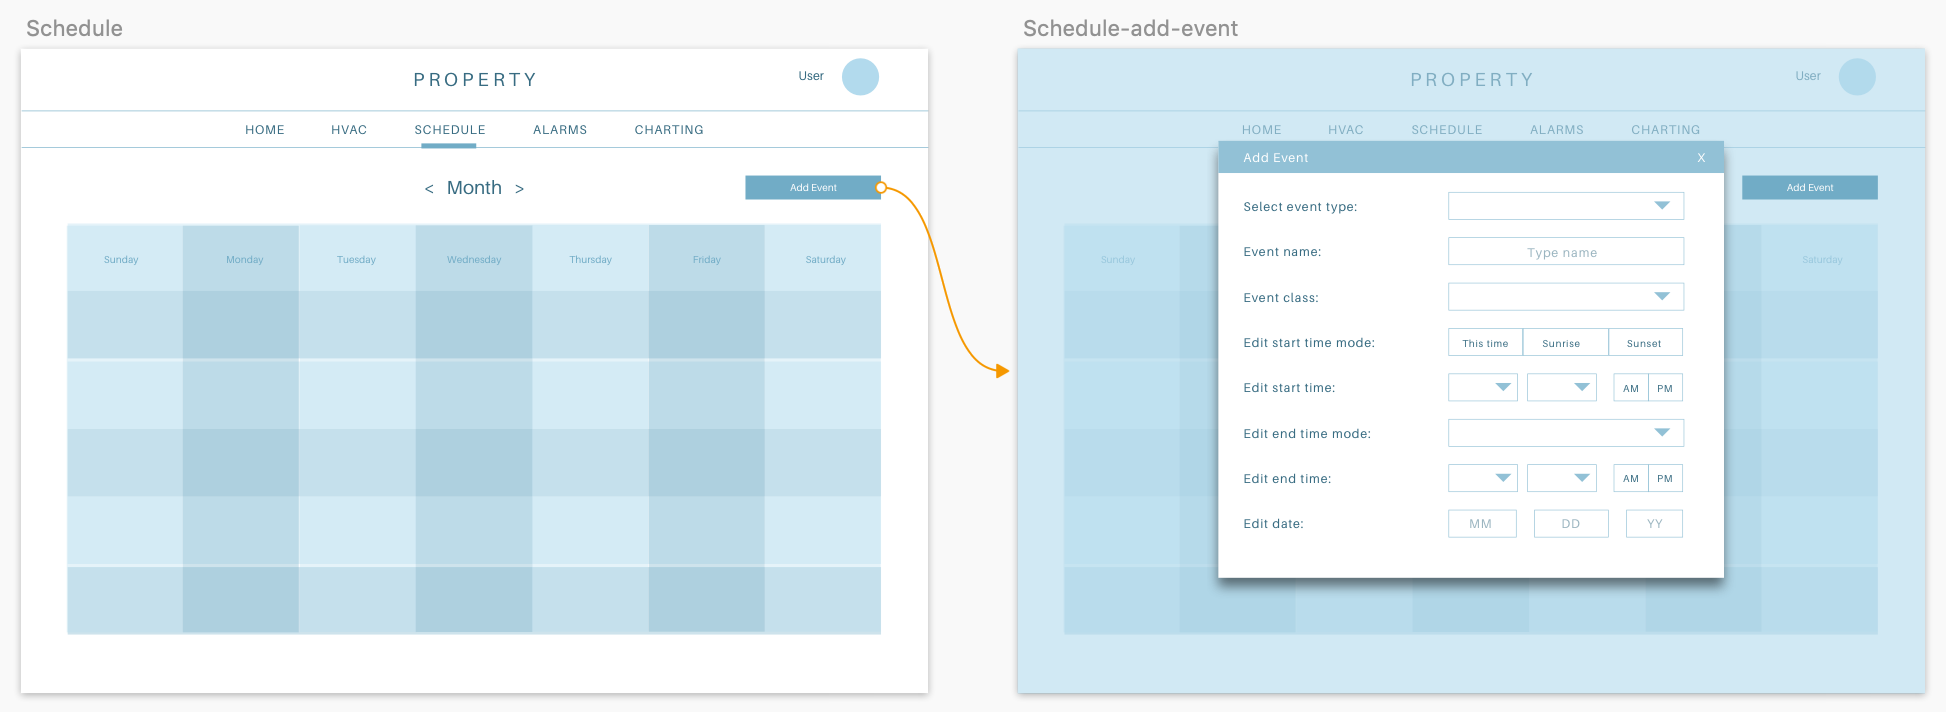 Schedule
PROPERTY
User
HOME HVAC SCHEDULE ALARMS CHARTING
< Month >
Add Event
Sunday Monday Tuesday Wednesday Thursday Friday Saturday
Schedule-add-event
PROPERTY
User
HOME HVAC SCHEDULE ALARMS CHARTING
Add Event X
Add Event
Sunday Saturday
Select event type:
Event name: Type name
Event class:
Edit start time mode: This time Sunrise Sunset
Edit start time: AM PM
Edit end time mode:
Edit end time: AM PM
Edit date: MM DD YY